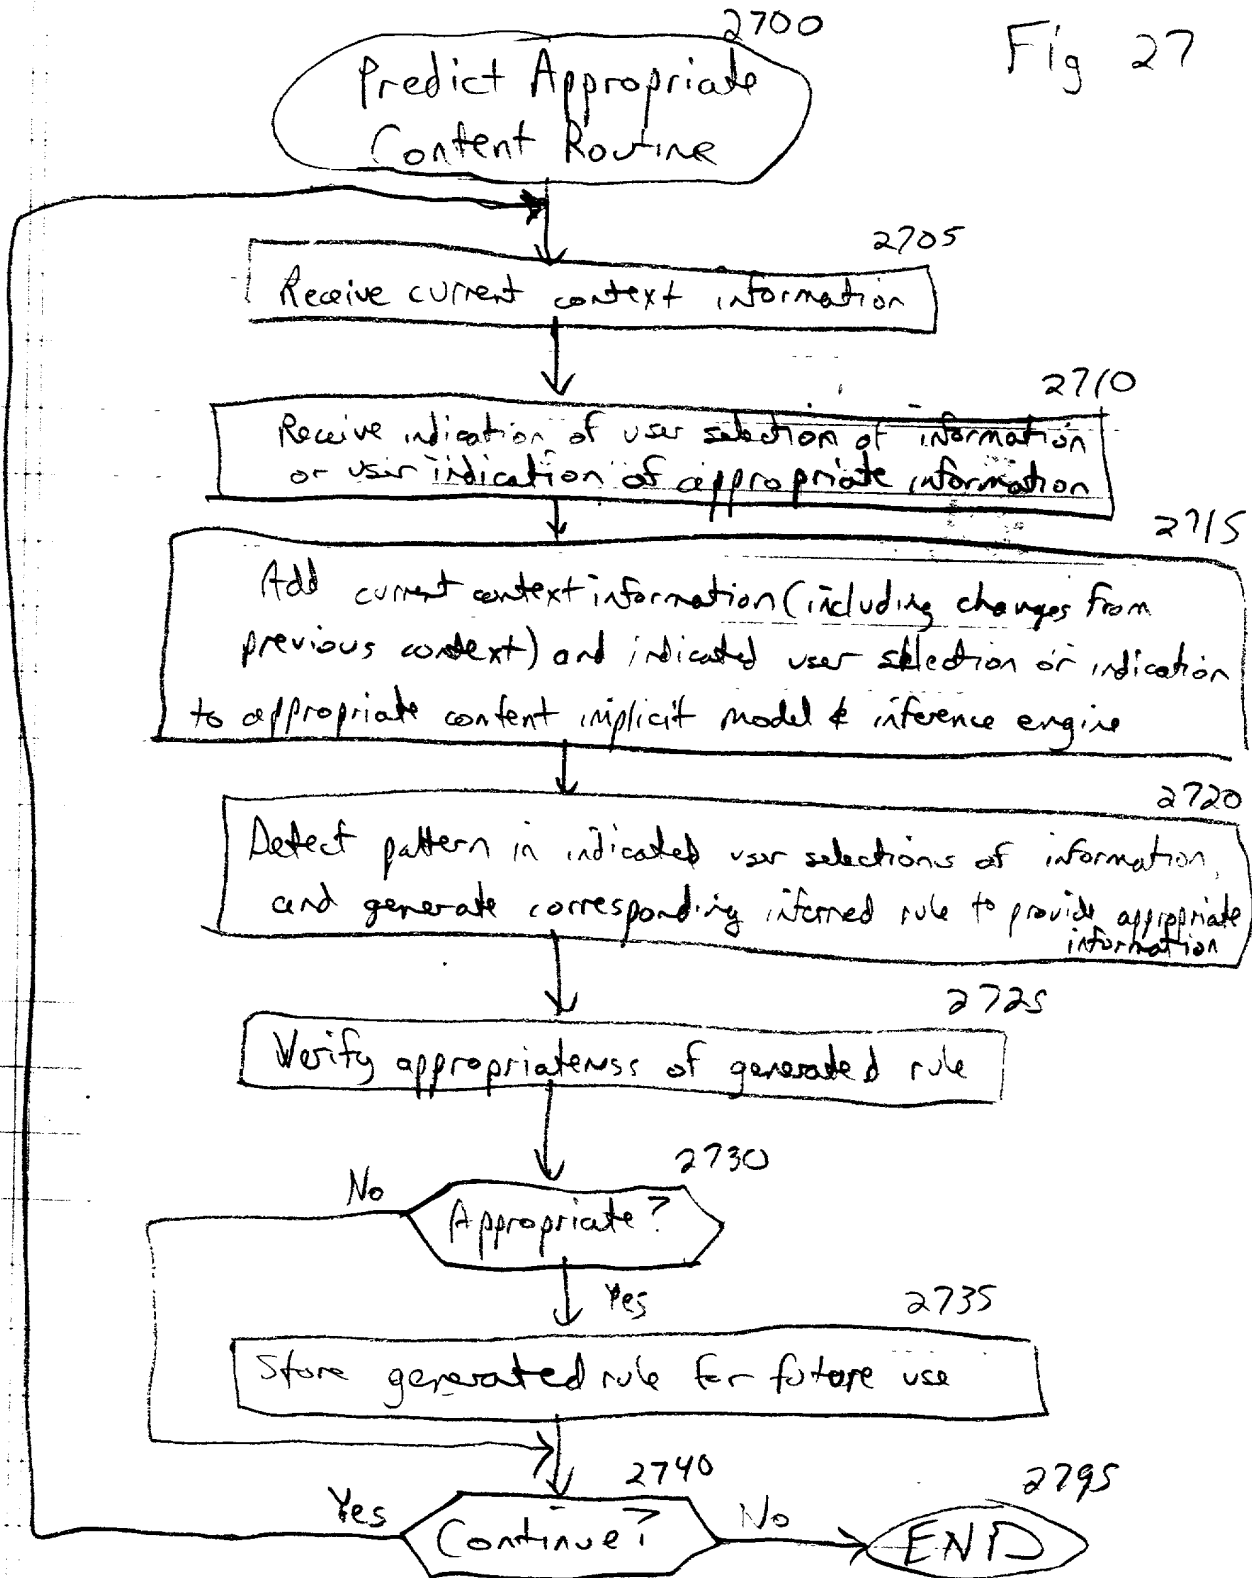 2700
Fig 27
Predict Appropriate
Content Routine
2705
Receive current context information
2710
Receive indication of user selection of information
or user indication of appropriate information
2715
Add current context information (including changes from
previous context) and indicated user selection or indication
to appropriate content implicit model & inference engine
2720
Detect pattern in indicated user selections of information,
and generate corresponding inferred rule to provide appropriate
information
2725
Verify appropriateness of generated rule
2730
No
Appropriate?
Yes
2735
Store generated rule for future use
2740
2795
Yes
Continue?
No
END